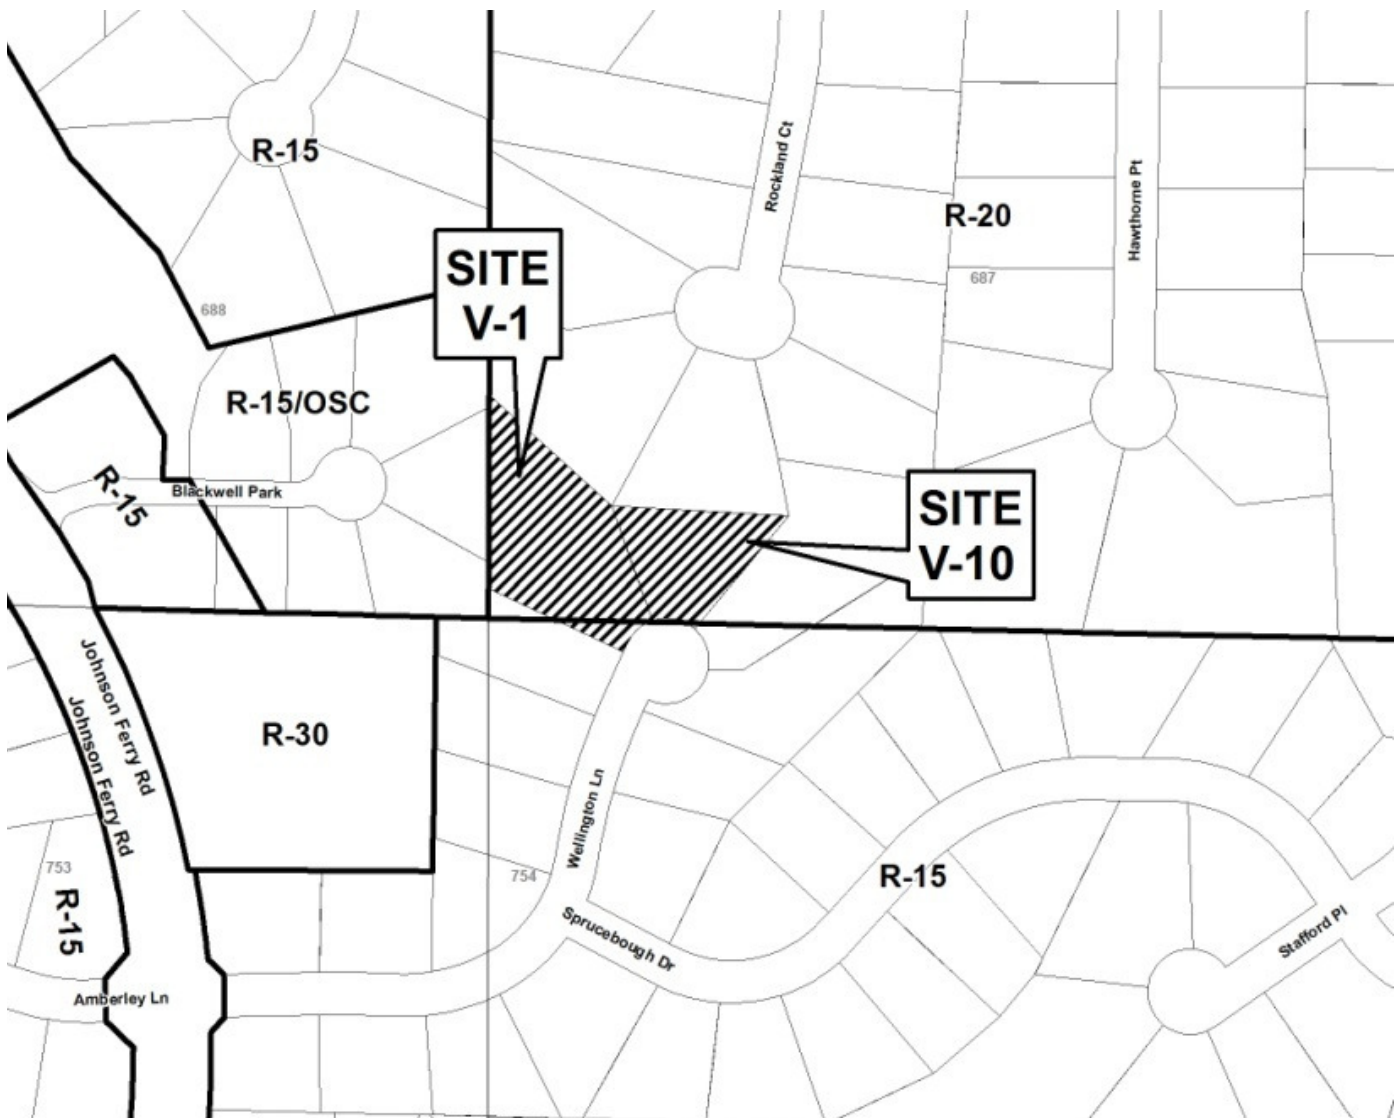 R-15
Rockland Ct
Hawthorne Pt
R-20
SITE
V-1
687
688
R-15/OSC
R-15
Blackwell Park
SITE
V-10
Johnson Ferry Rd
Johnson Ferry Rd
R-30
Wellington Ln
753
754
R-15
R-15
Sprucebough Dr
Stafford Pl
Amberley Ln